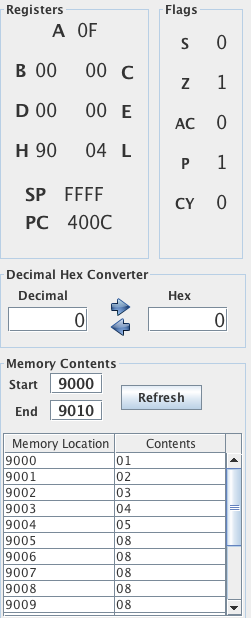 Registers
A 0F
B 00 00 C
D 00 00 E
H 90 04 L
SP FFFF
PC 400C
Flags
S 0
Z 1
AC 0
P 1
CY 0
Decimal Hex Converter
Decimal Hex
0 0
Memory Contents
Start 9000
End 9010
Refresh
Memory Location Contents
9000 01
9001 02
9002 03
9003 04
9004 05
9005 08
9006 08
9007 08
9008 08
9009 08